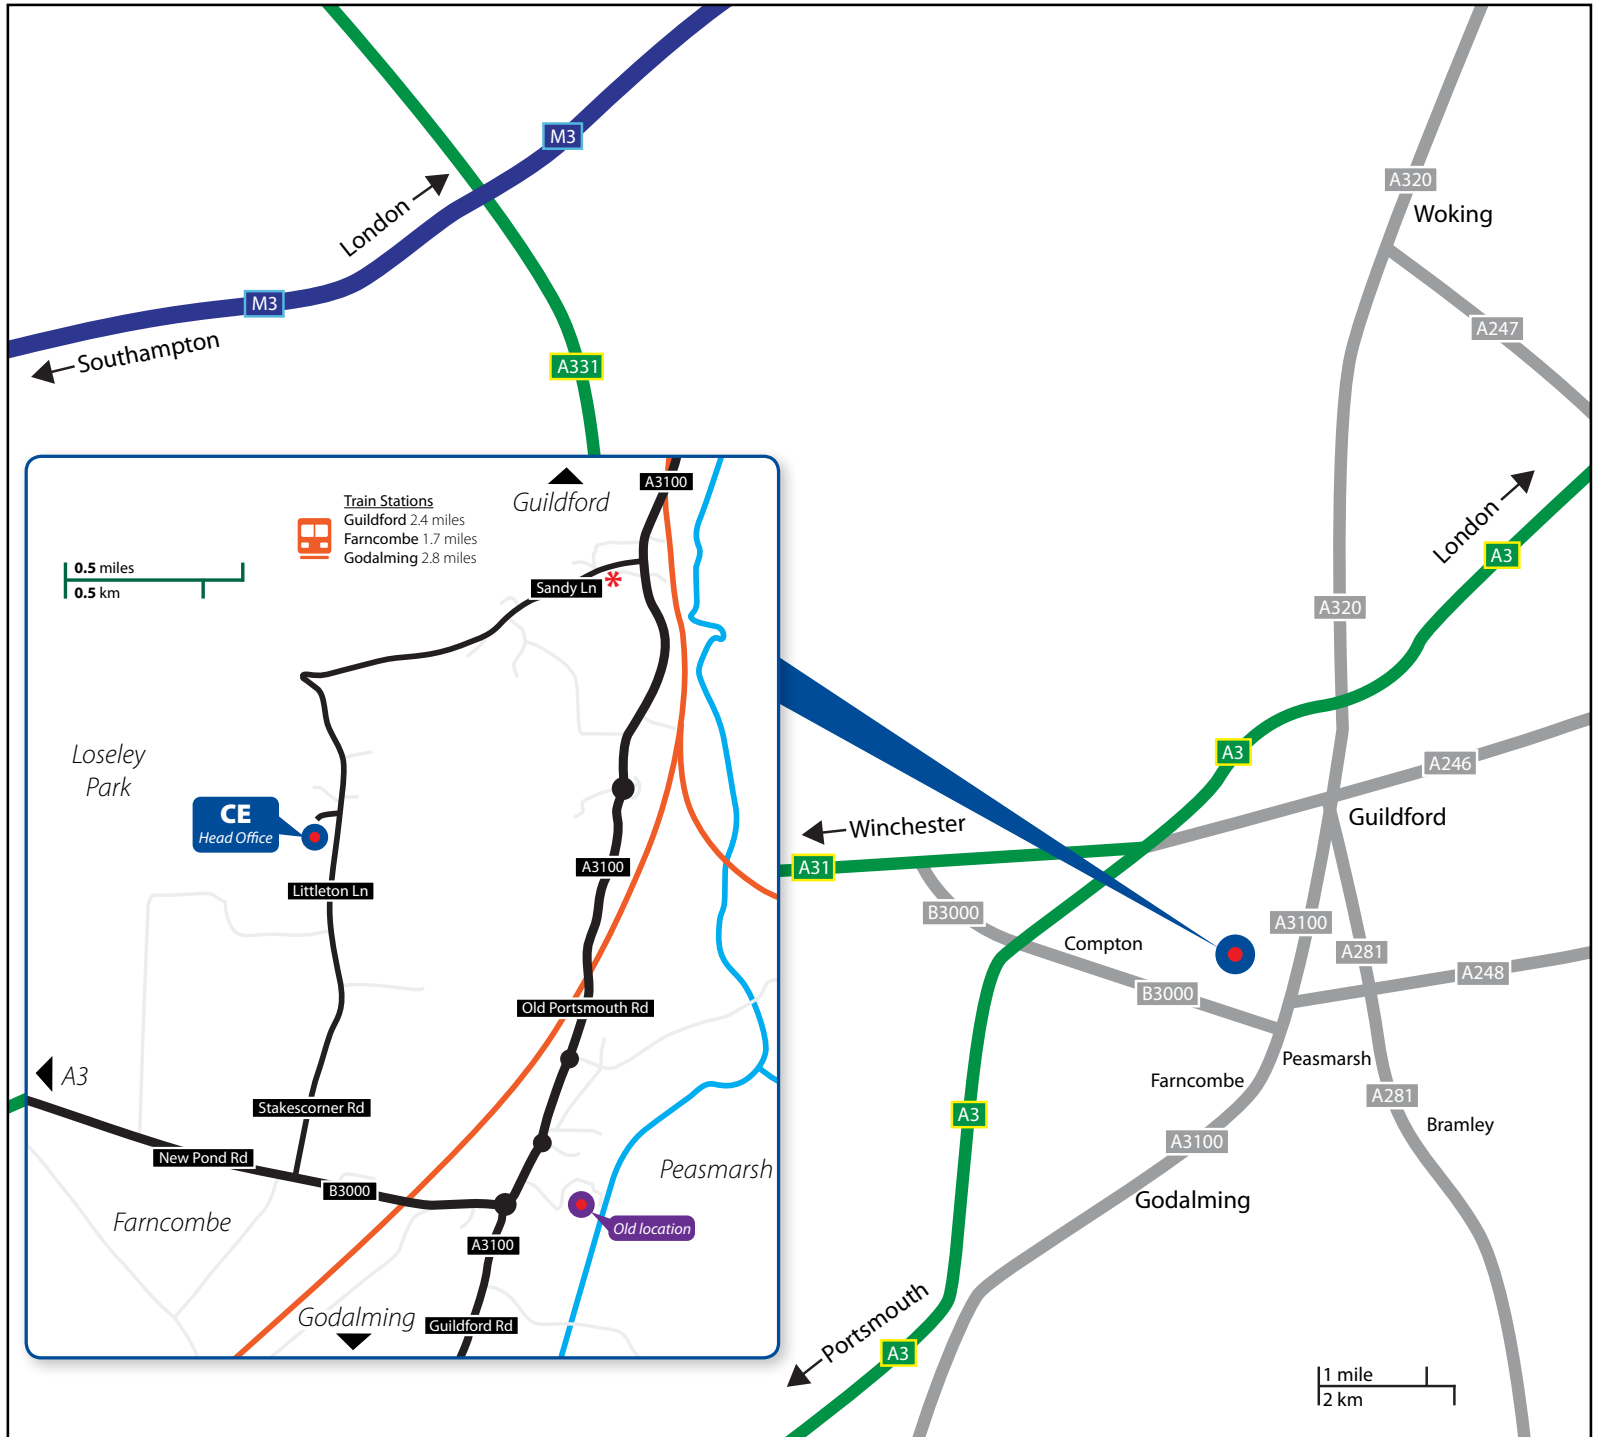 M3
London
M3
Southampton
A331
A320
Woking
A247
London
A3
A320
A3
A246
Guildford
Winchester
A31
B3000
Compton
A3100
A281
A248
B3000
Peasmarsh
Farncombe
A281
A3
Bramley
A3100
Godalming
Portsmouth
A3
1 mile
2 km
A3100
Guildford
Train Stations
Guildford 2.4 miles
Farncombe 1.7 miles
Godalming 2.8 miles
0.5 miles
0.5 km
Sandy Ln
*
Loseley
Park
CE
Head Office
A3100
Littleton Ln
Old Portsmouth Rd
A3
Stakescorner Rd
New Pond Rd
B3000
Peasmarsh
Farncombe
Old location
A3100
Godalming
Guildford Rd